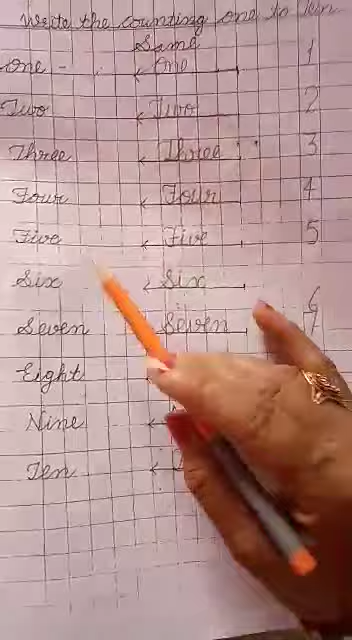 Write the counting one to ten
Same
One - One 1
Two Two 2
Three Three 3
Four Four 4
Five Five 5
Six Six 6
Seven Seven 7
Eight
Nine
Ten